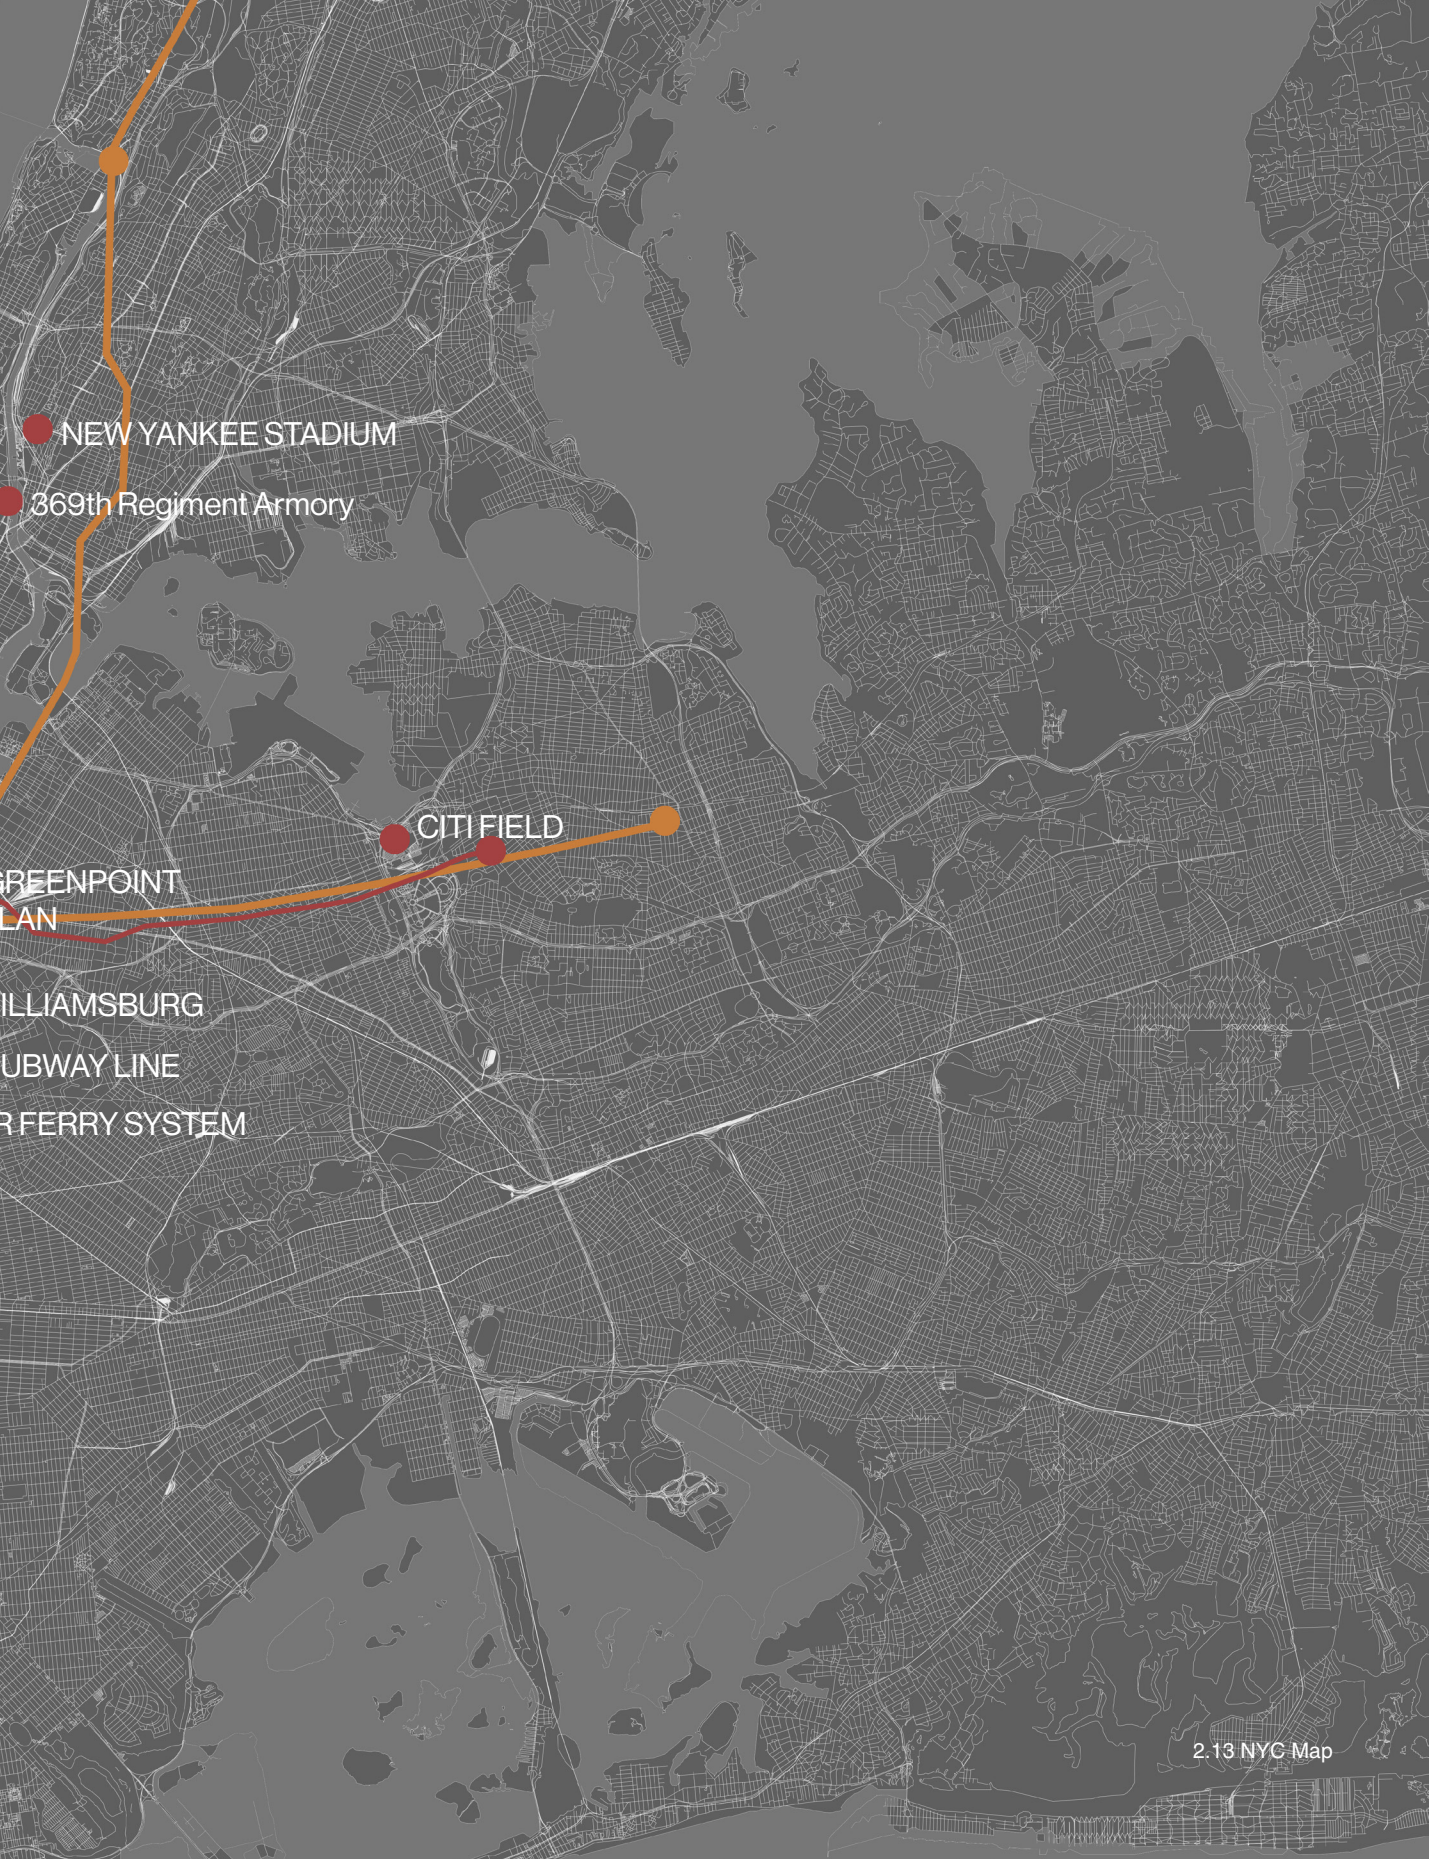 NEW YANKEE STADIUM
369th Regiment Armory
CITI FIELD
GREENPOINT
LAN
ILLIAMSBURG
UBWAY LINE
R FERRY SYSTEM
2.13 NYC Map